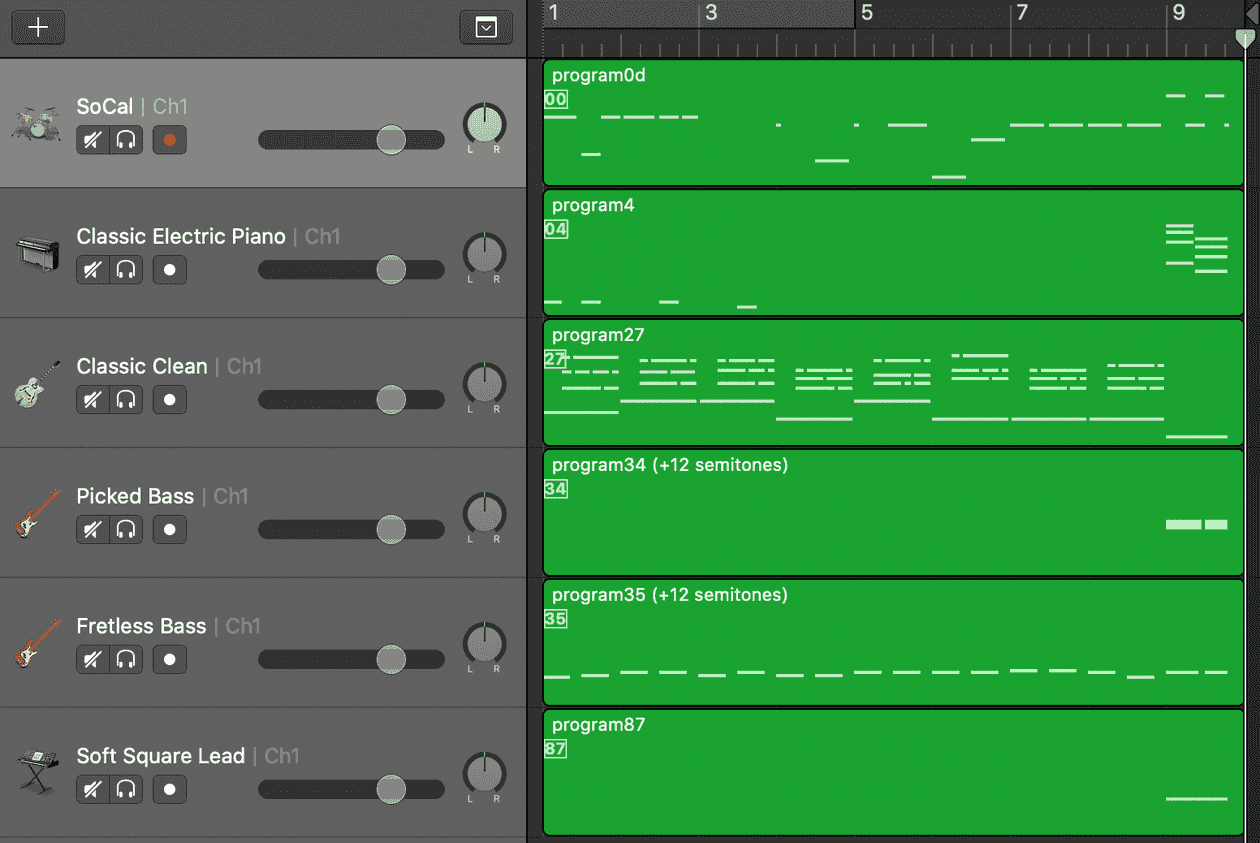 1 3 5 7 9
SoCal | Ch1
L R
program0d
00
Classic Electric Piano | Ch1
L R
program4
04
Classic Clean | Ch1
L R
program27
27
Picked Bass | Ch1
L R
program34 (+12 semitones)
34
Fretless Bass | Ch1
L R
program35 (+12 semitones)
35
Soft Square Lead | Ch1
L R
program87
87